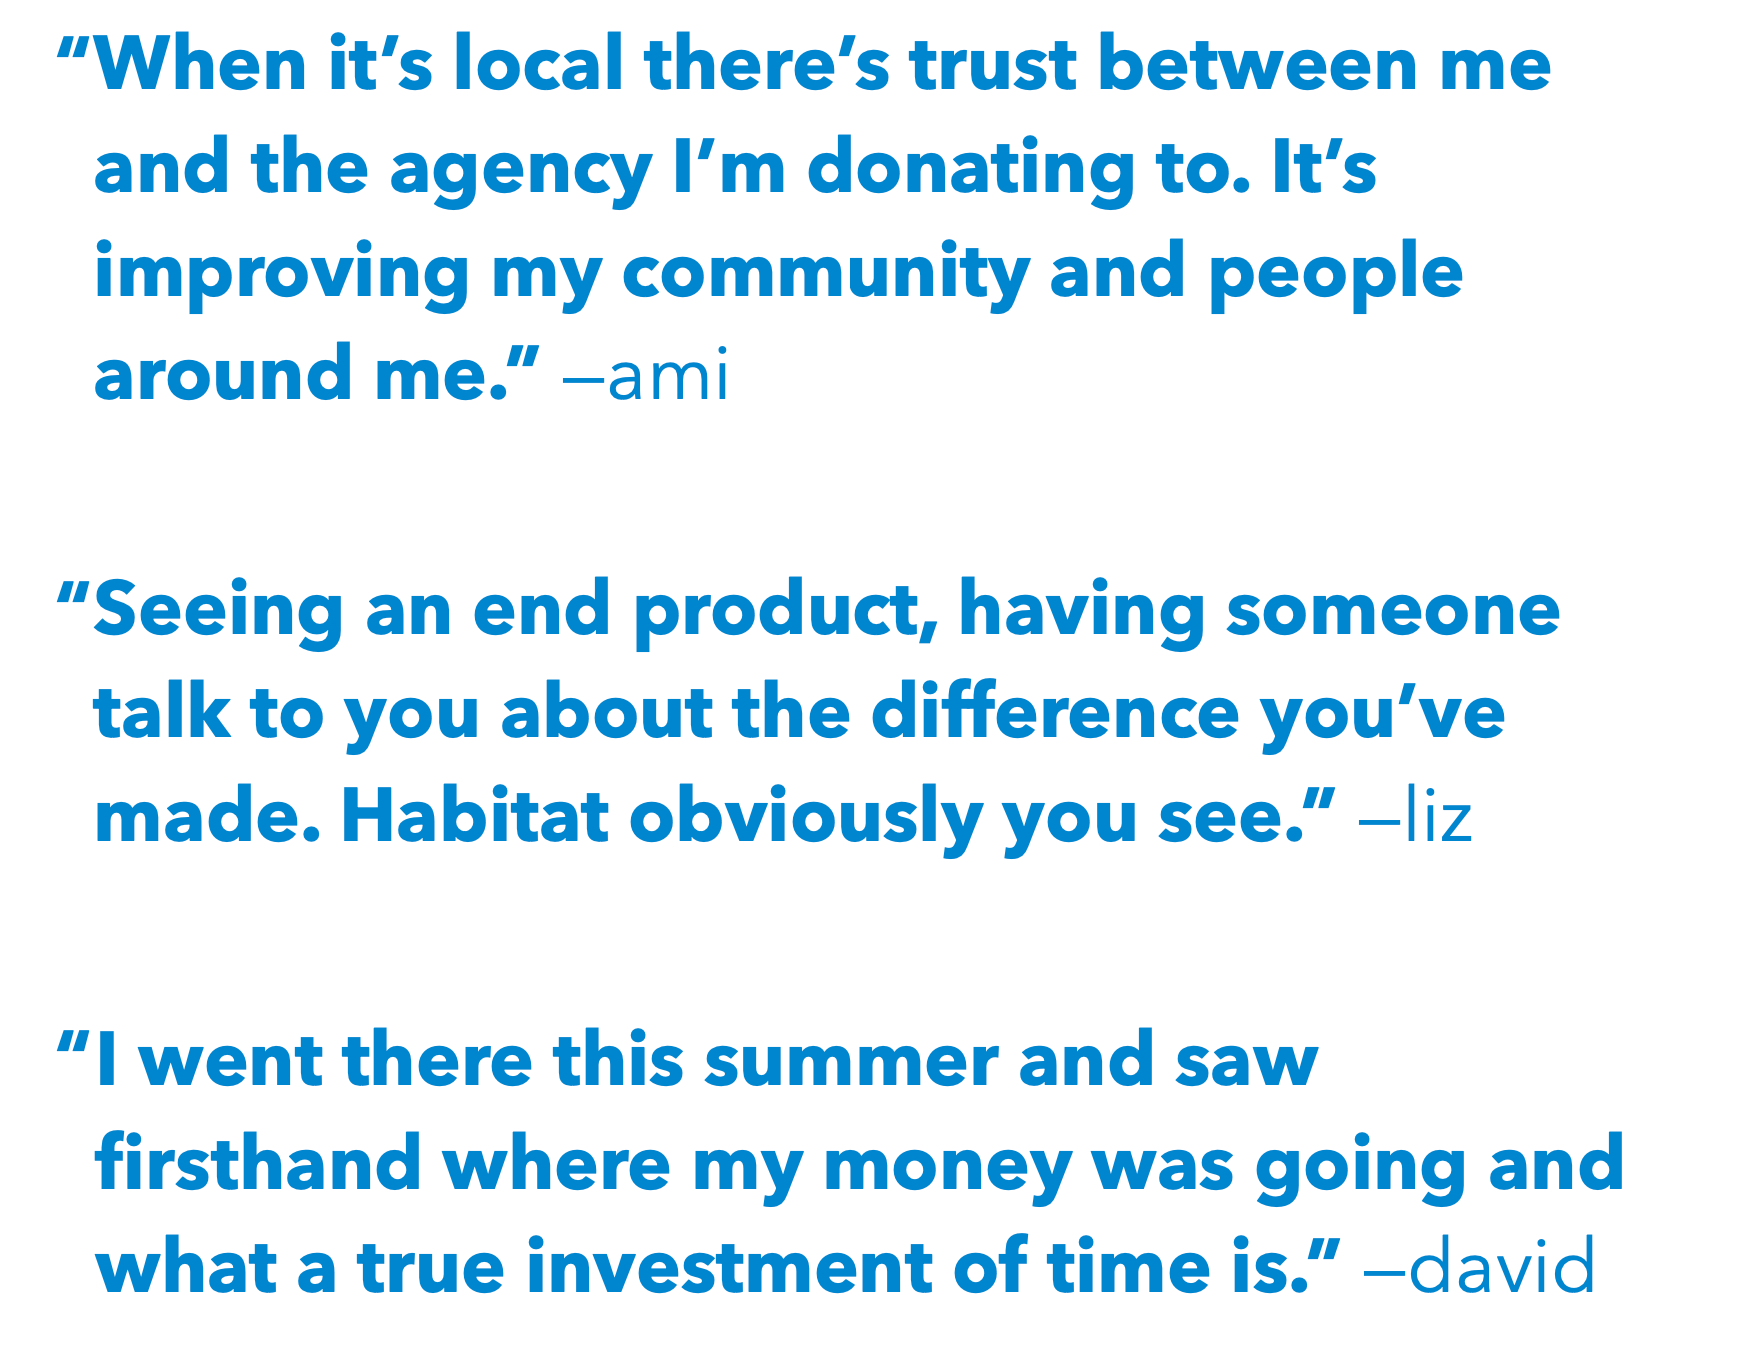 “When it’s local there’s trust between me
and the agency I’m donating to. It’s
improving my community and people
around me.” —ami
“Seeing an end product, having someone
talk to you about the difference you’ve
made. Habitat obviously you see.” —liz
“I went there this summer and saw
firsthand where my money was going and
what a true investment of time is.” —david